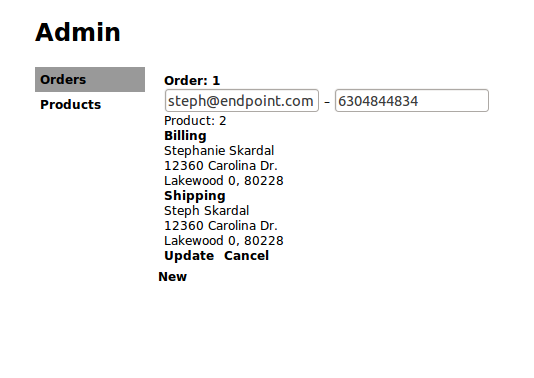 Admin
Orders
Products
Order: 1
steph@endpoint.com – 6304844834
Product: 2
Billing
Stephanie Skardal
12360 Carolina Dr.
Lakewood 0, 80228
Shipping
Steph Skardal
12360 Carolina Dr.
Lakewood 0, 80228
Update Cancel
New